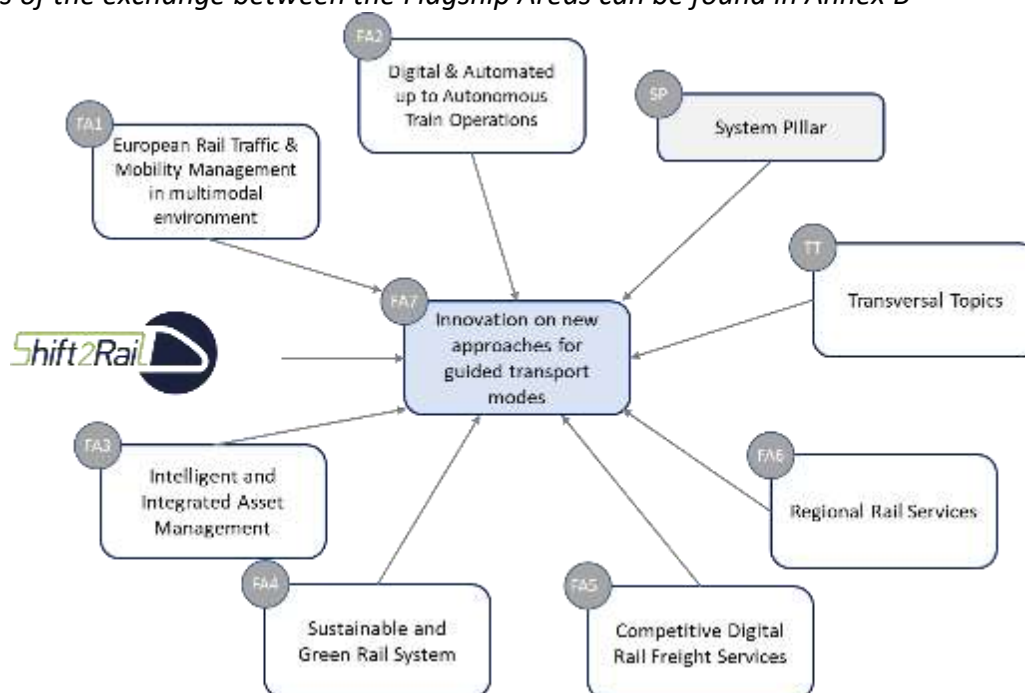 s of the exchange between the Flagship Areas can be found in Annex B
FA2
Digital & Automated
up to Autonomous
Train Operations
SP
System Pillar
FA1
European Rail Traffic &
Mobility Management
in multimodal
environment
TT
Transversal Topics
FA7
Innovation on new
approaches for
guided transport
modes
Shift2Rail
FA3
Intelligent and
Integrated Asset
Management
FA6
Regional Rail Services
FA4
Sustainable and
Green Rail System
FA5
Competitive Digital
Rail Freight Services